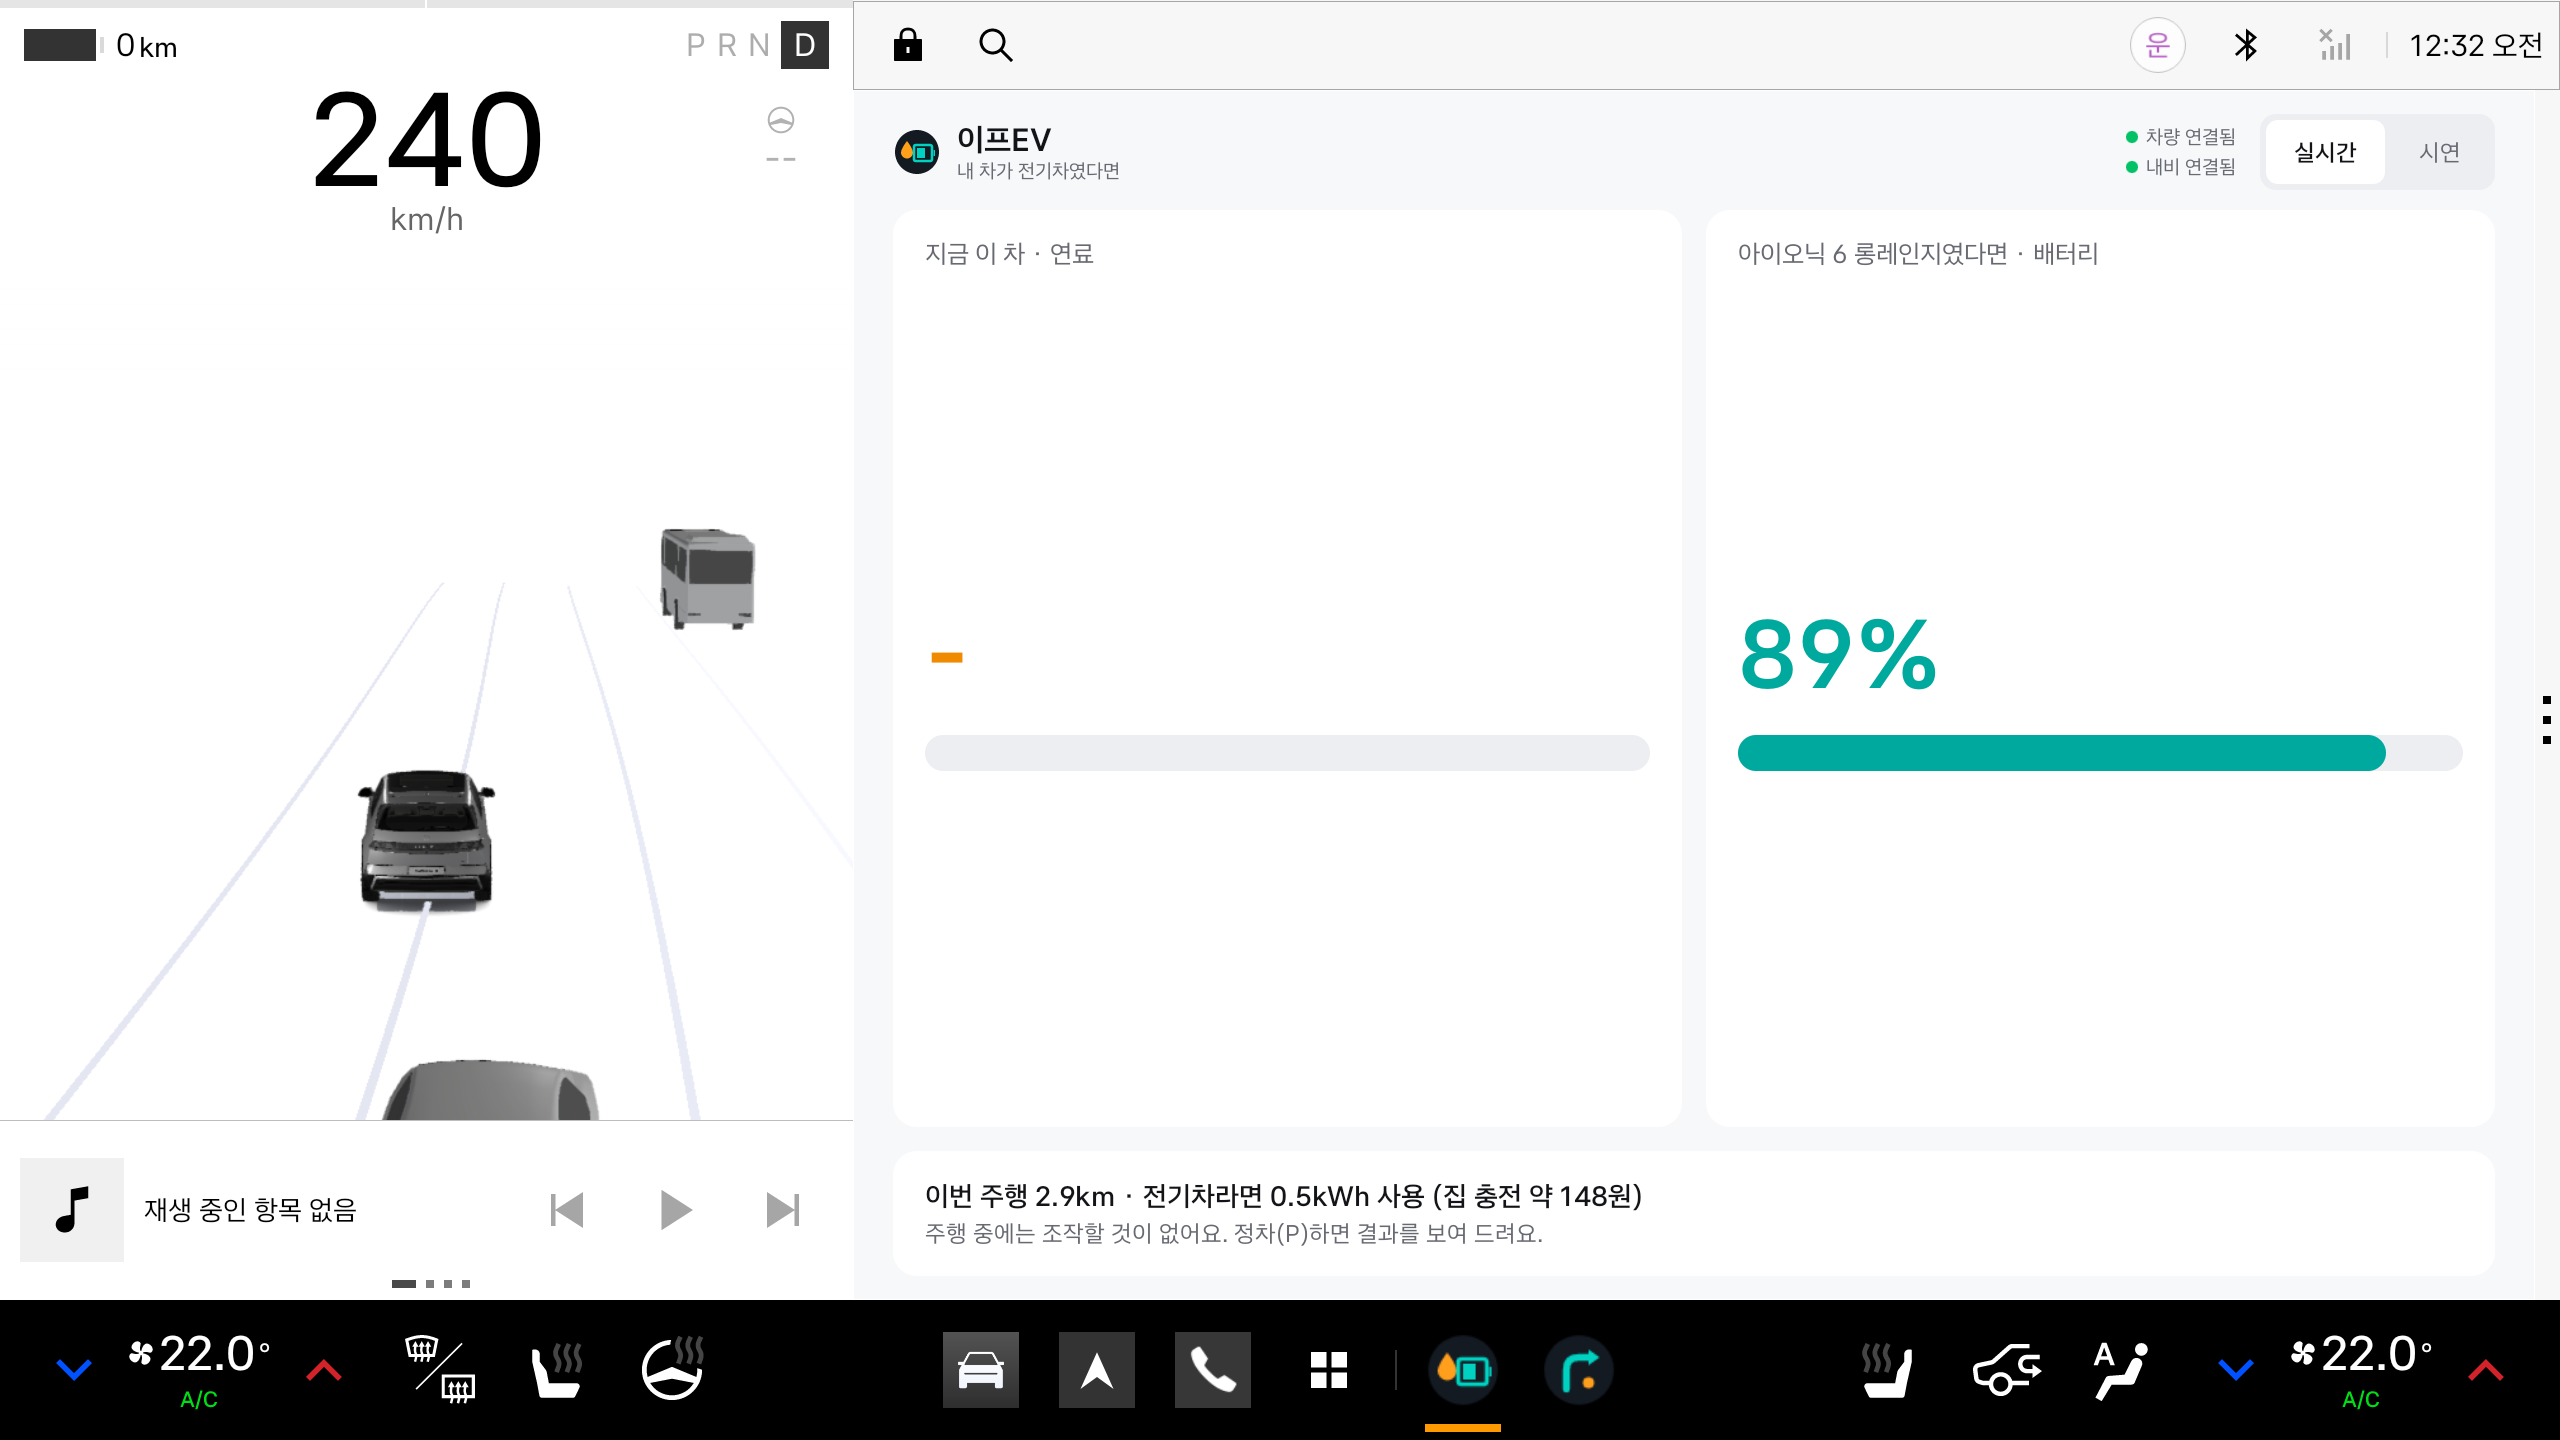 0 km
P R N D
240
km/h
--
재생 중인 항목 없음
운
12:32 오전
이프EV
내 차가 전기차였다면
차량 연결됨
내비 연결됨
실시간
시연
지금 이 차 · 연료
-
아이오닉 6 롱레인지였다면 · 배터리
89%
이번 주행 2.9km · 전기차라면 0.5kWh 사용 (집 충전 약 148원)
주행 중에는 조작할 것이 없어요. 정차(P)하면 결과를 보여 드려요.
22.0°
A/C
A
22.0°
A/C